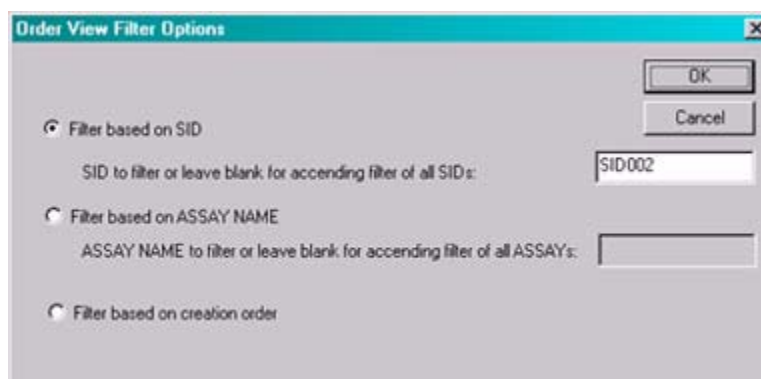 Order View Filter Options
OK
Cancel
Filter based on SID
SID to filter or leave blank for accending filter of all SIDs:
SID002
Filter based on ASSAY NAME
ASSAY NAME to filter or leave blank for accending filter of all ASSAYs:
Filter based on creation order